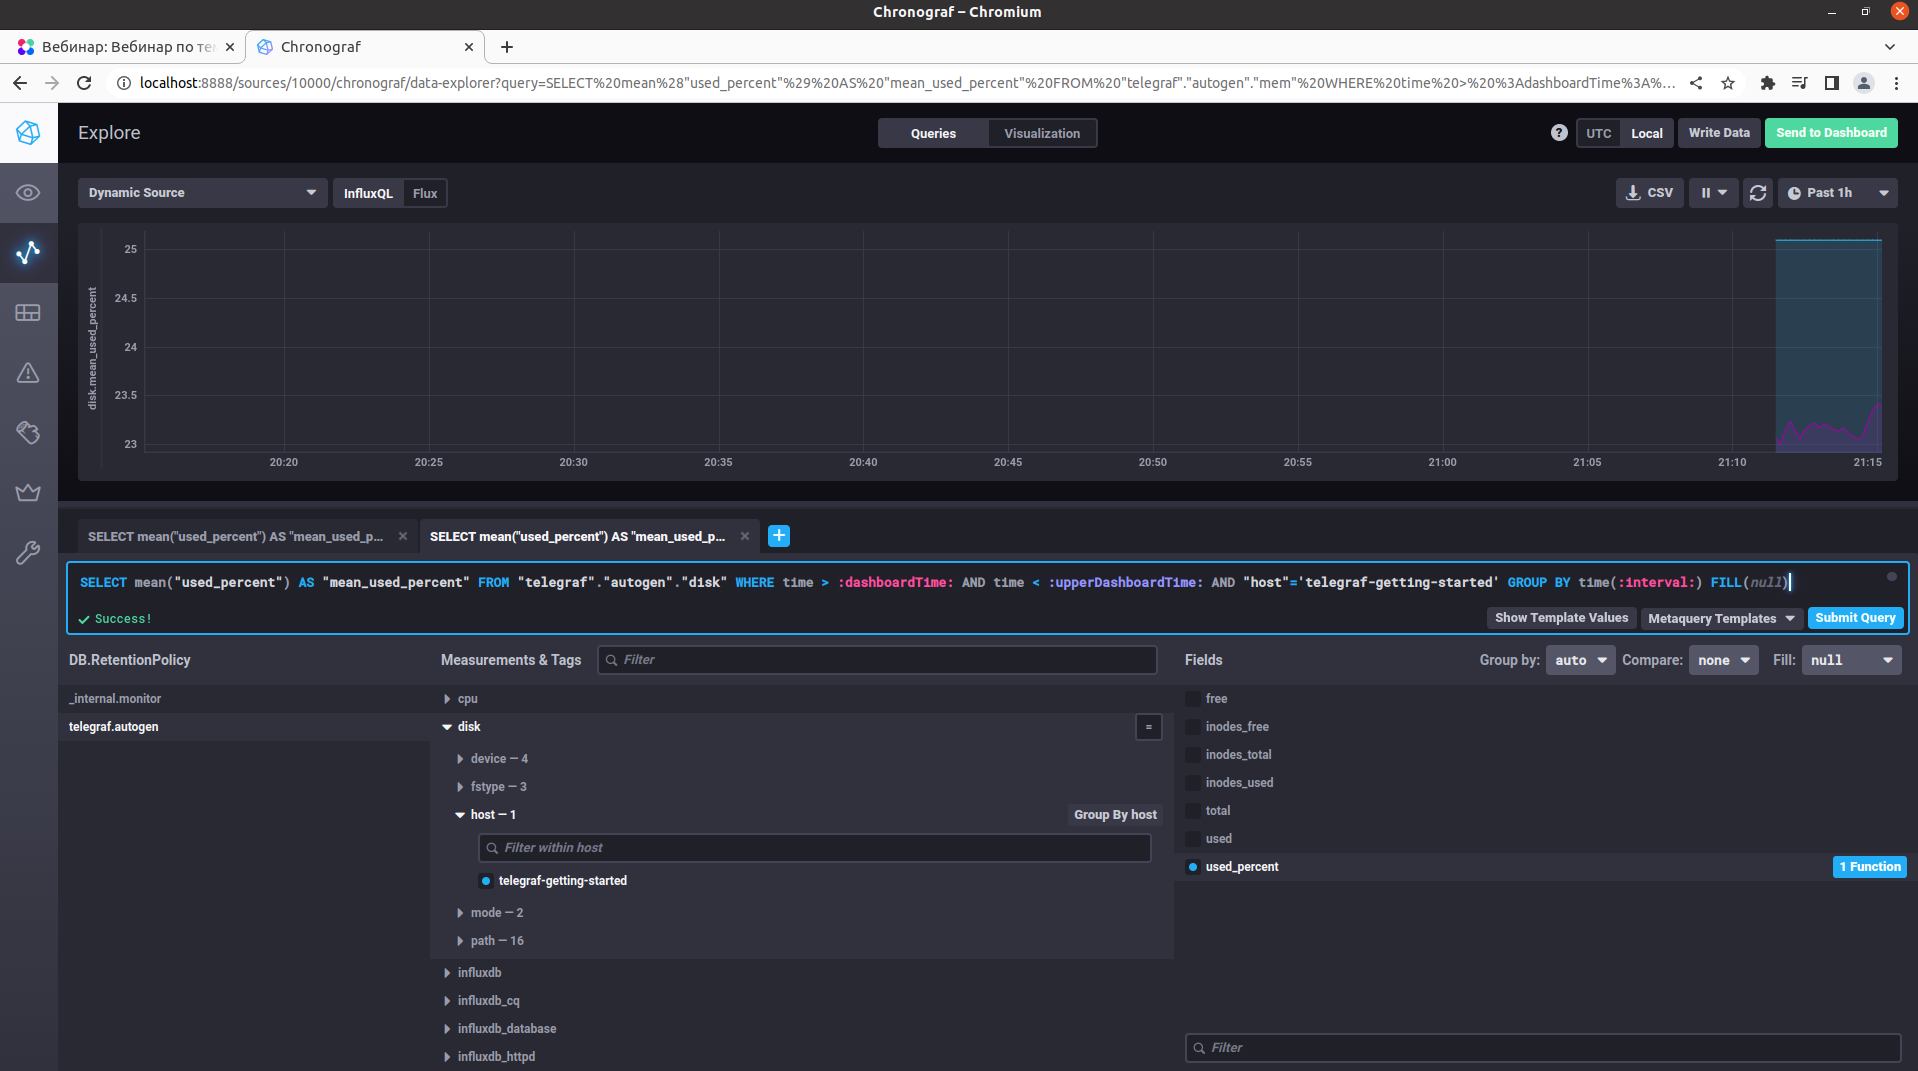 Chronograf – Chromium
Вебинар: Вебинар по те
Chronograf
localhost:8888/sources/10000/chronograf/data-explorer?query=SELECT%20mean%28"used_percent"%29%20AS%20"mean_used_percent"%20FROM%20"telegraf"."autogen"."mem"%20WHERE%20time%20>%20%3AdashboardTime%3A%...
Explore
Queries
Visualization
UTC
Local
Write Data
Send to Dashboard
Dynamic Source
InfluxQL
Flux
CSV
Past 1h
disk.mean_used_percent
25
24.5
24
23.5
23
20:20
20:25
20:30
20:35
20:40
20:45
20:50
20:55
21:00
21:05
21:10
21:15
SELECT mean("used_percent") AS "mean_used_p...
SELECT mean("used_percent") AS "mean_used_p...
SELECT mean("used_percent") AS "mean_used_percent" FROM "telegraf"."autogen"."disk" WHERE time > :dashboardTime: AND time < :upperDashboardTime: AND "host"='telegraf-getting-started' GROUP BY time(:interval:) FILL(null)
Success!
Show Template Values
Metaquery Templates
Submit Query
DB.RetentionPolicy
Measurements & Tags
Filter
Fields
Group by: auto
Compare: none
Fill: null
_internal.monitor
telegraf.autogen
cpu
disk
=
device — 4
fstype — 3
host — 1
Group By host
Filter within host
telegraf-getting-started
mode — 2
path — 16
influxdb
influxdb_cq
influxdb_database
influxdb_httpd
free
inodes_free
inodes_total
inodes_used
total
used
used_percent
1 Function
Filter